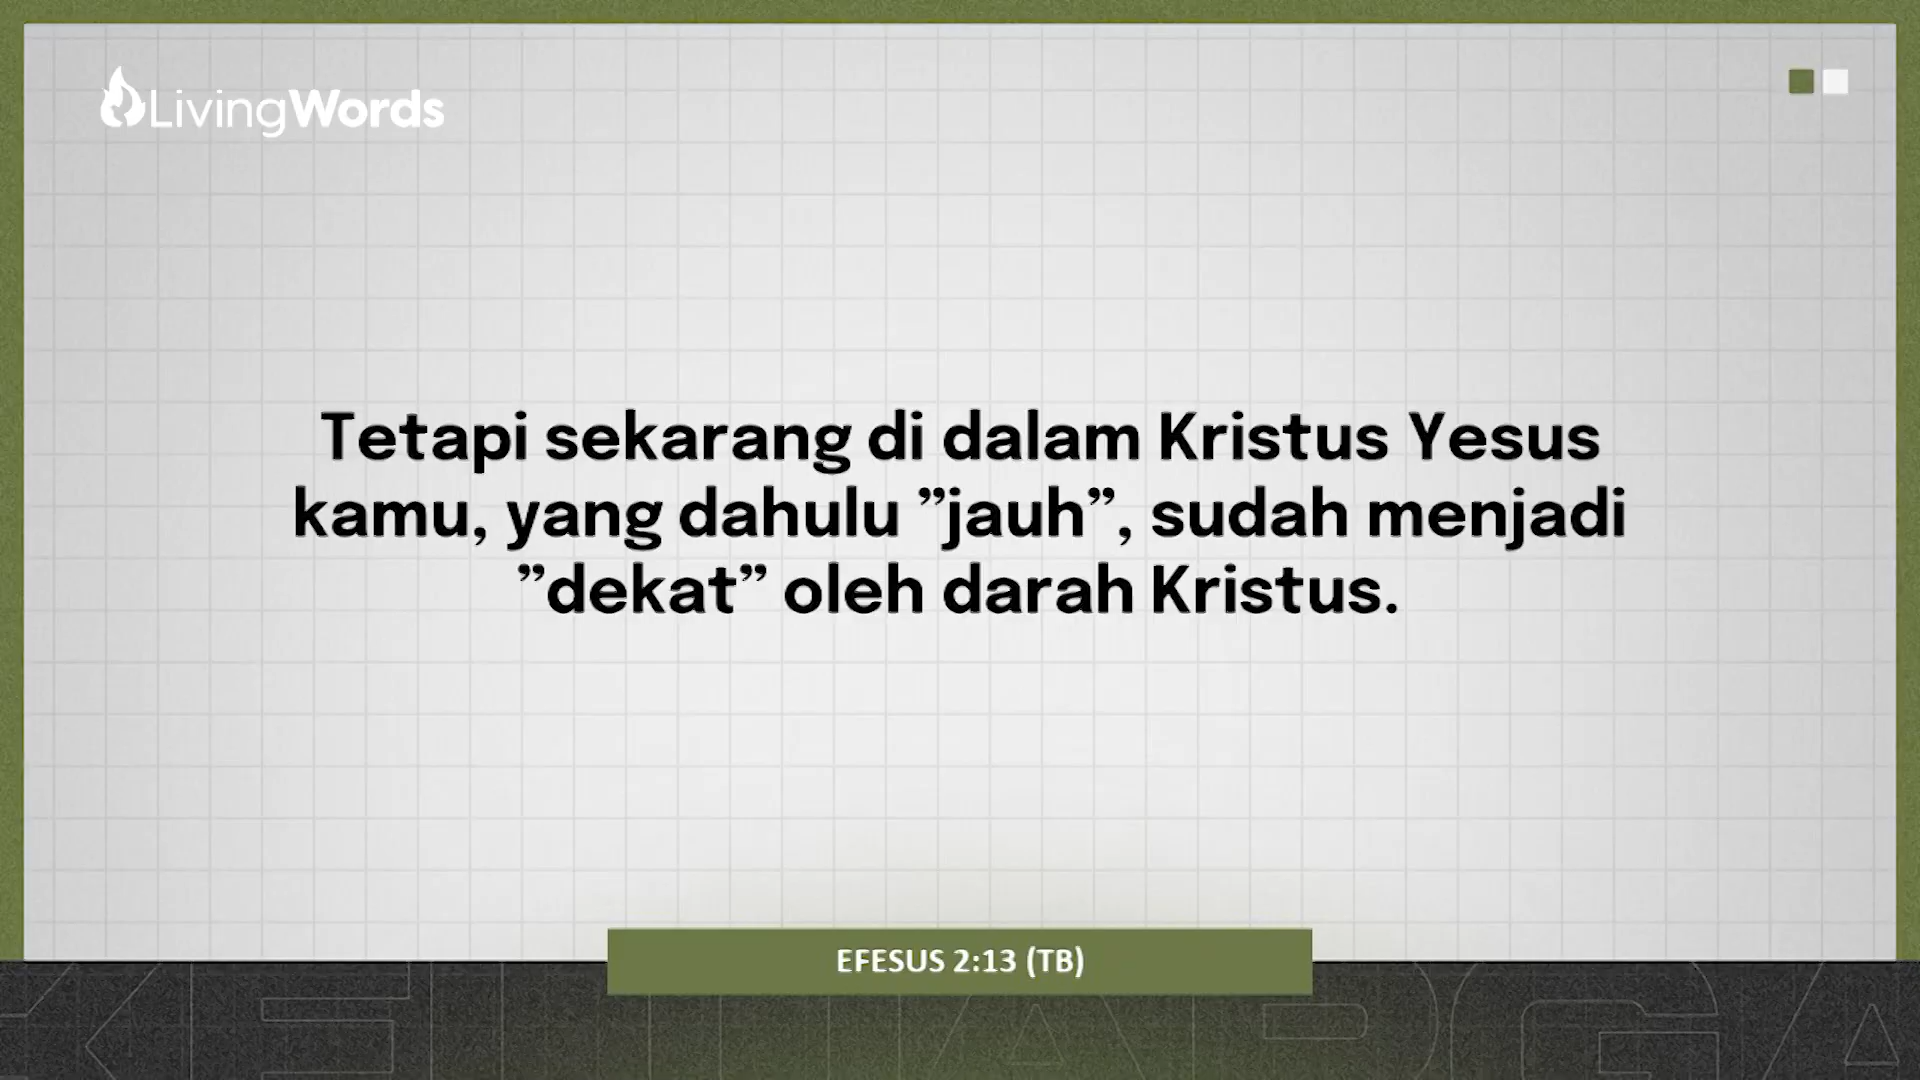 LivingWords
Tetapi sekarang di dalam Kristus Yesus
kamu, yang dahulu ”jauh”, sudah menjadi
”dekat” oleh darah Kristus.
EFESUS 2:13 (TB)
KELUARGA